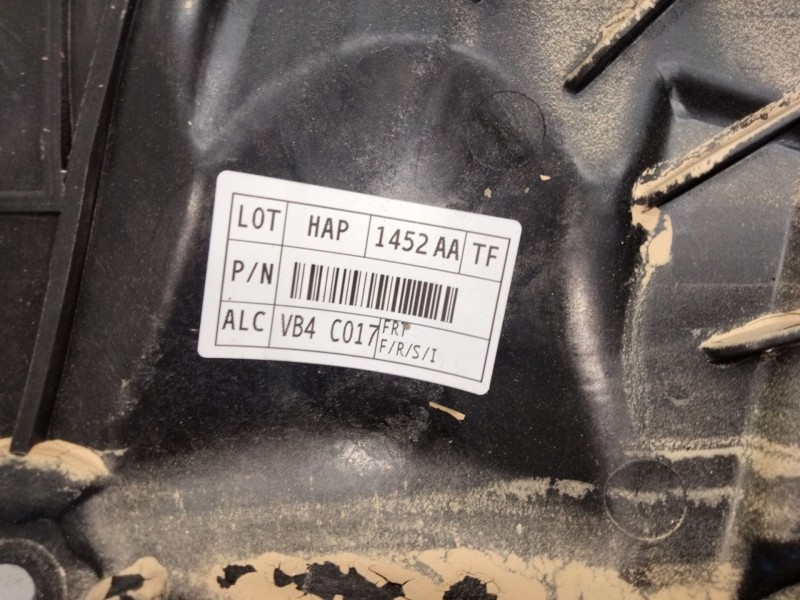 LOT HAP 1452 AA TF
P/N
ALC VB4 C017 FRT
F/R/S/I